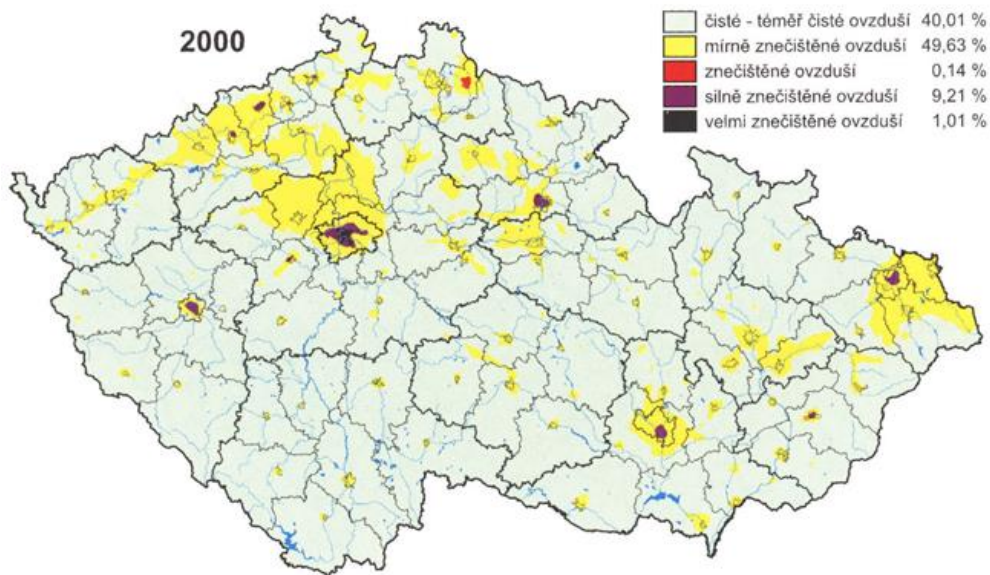 2000
čisté - téměř čisté ovzduší 40,01 %
mírně znečištěné ovzduší 49,63 %
znečištěné ovzduší 0,14 %
silně znečištěné ovzduší 9,21 %
velmi znečištěné ovzduší 1,01 %